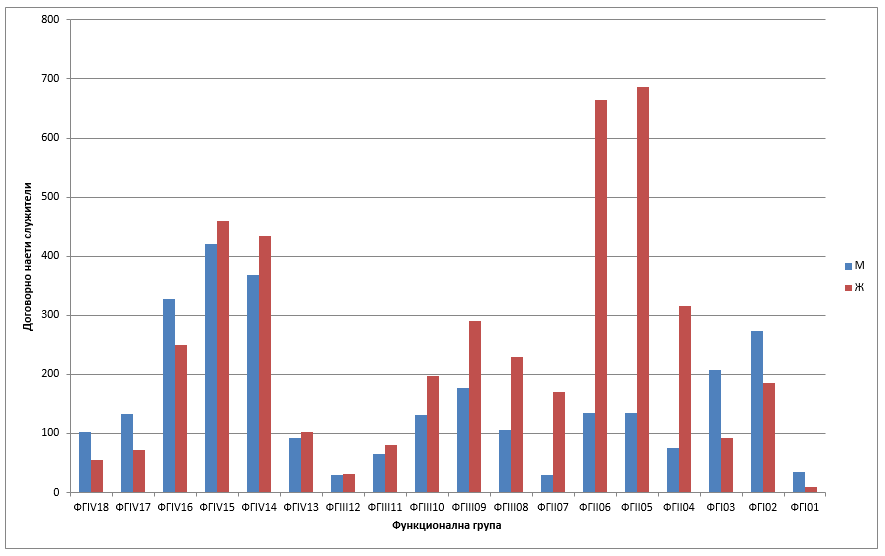 800
700
600
500
400
300
200
100
0
Договорно наети служители
ФГIV18 ФГIV17 ФГIV16 ФГIV15 ФГIV14 ФГIV13 ФГIII12 ФГIII11 ФГIII10 ФГIII09 ФГIII08 ФГII07 ФГII06 ФГII05 ФГII04 ФГI03 ФГI02 ФГI01
Функционална група
М
Ж